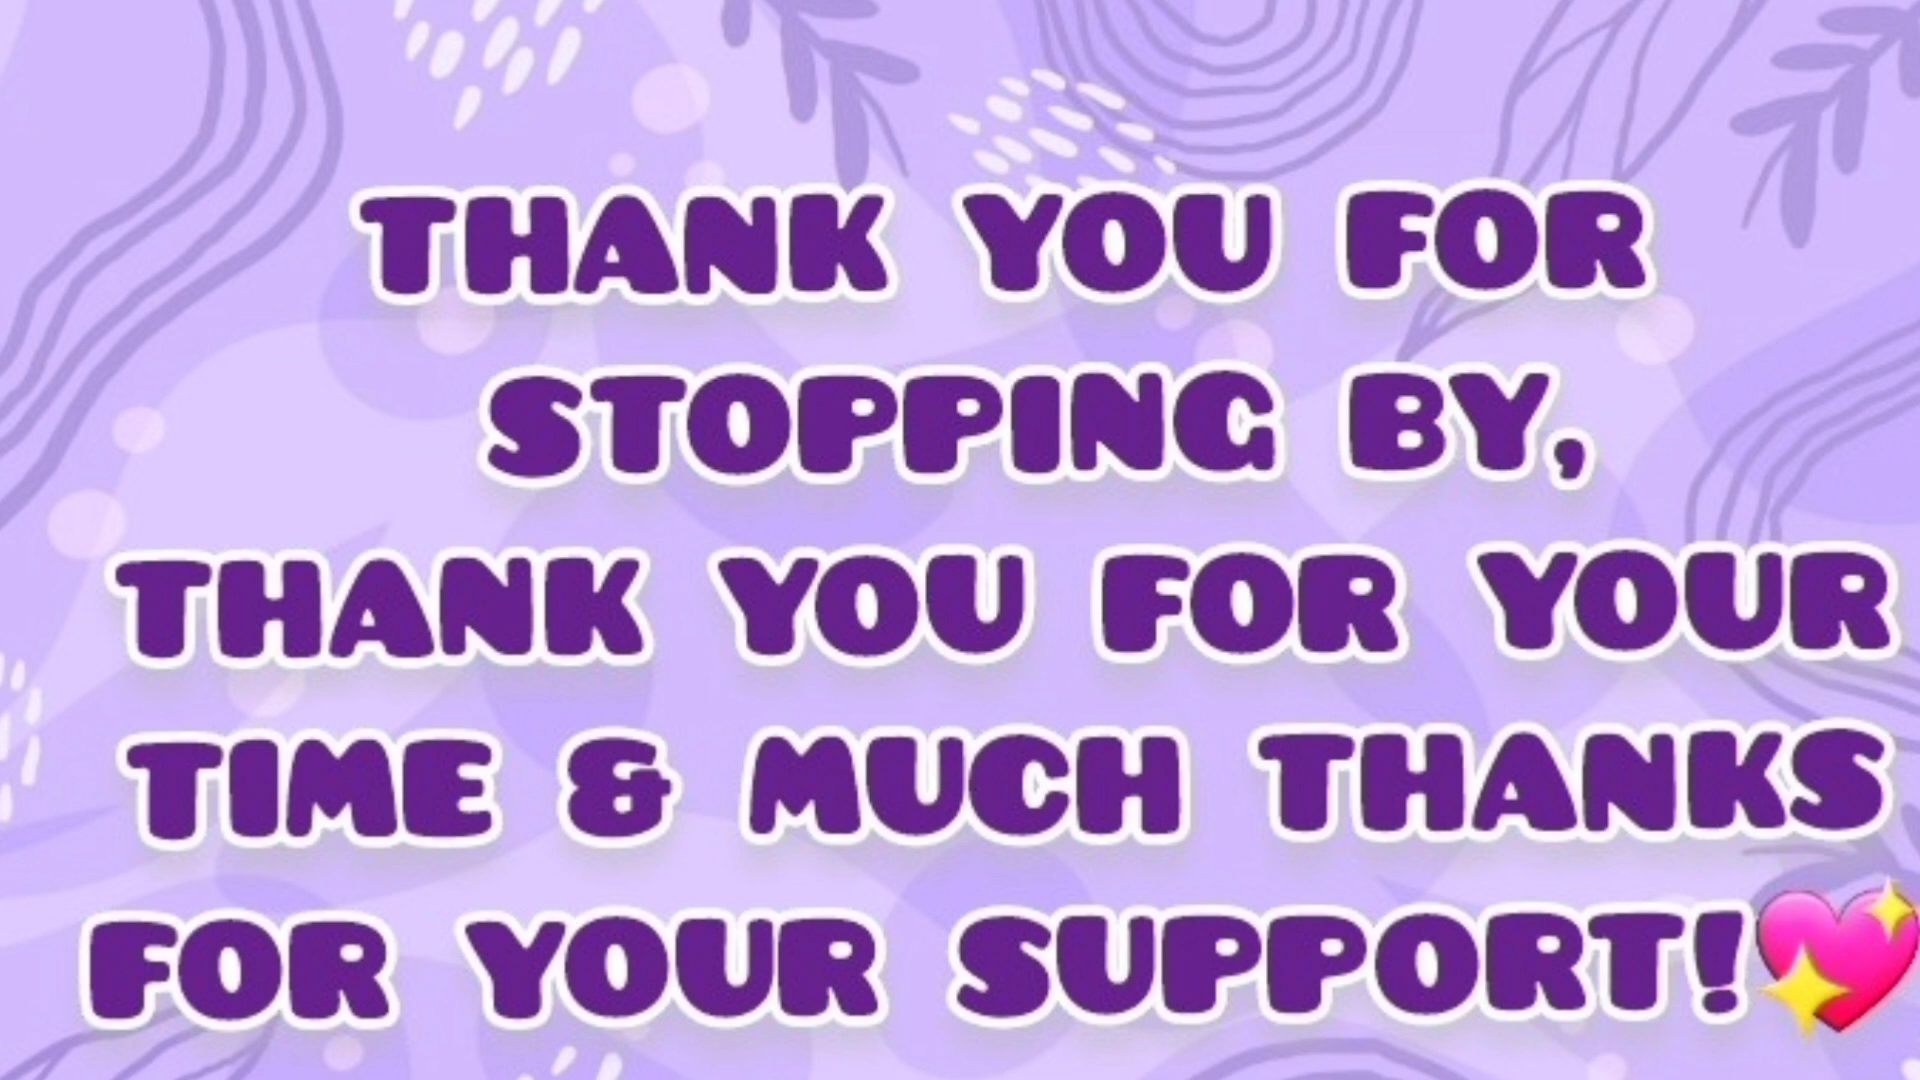 THANK YOU FOR
STOPPING BY,
THANK YOU FOR YOUR
TIME & MUCH THANKS
FOR YOUR SUPPORT!💖